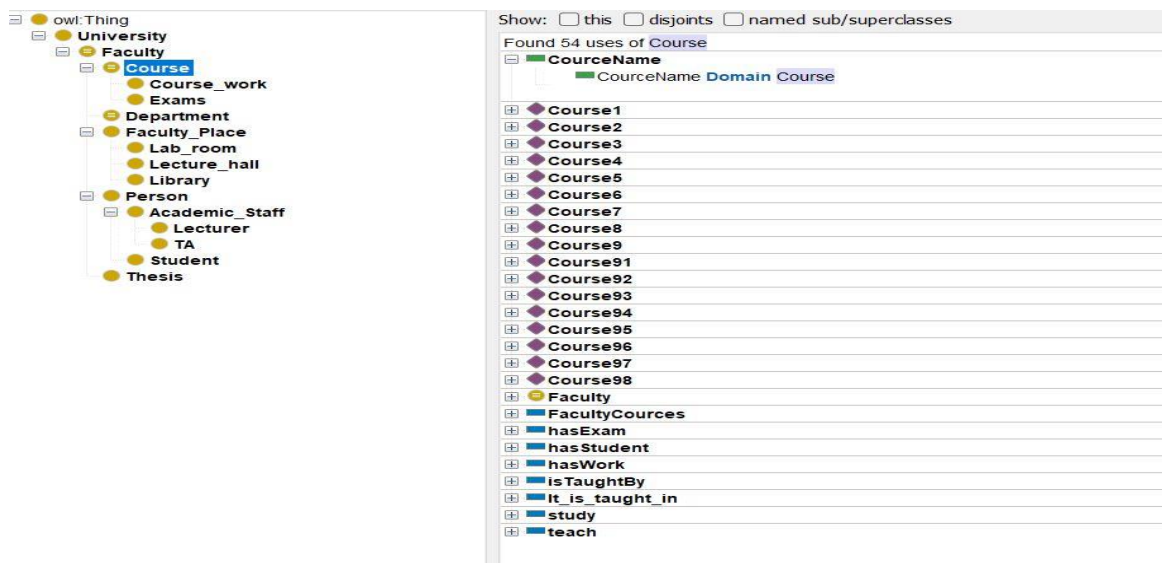 owl:Thing
University
Faculty
Course
Course_work
Exams
Department
Faculty_Place
Lab_room
Lecture_hall
Library
Person
Academic_Staff
Lecturer
TA
Student
Thesis
Show: this disjoints named sub/superclasses
Found 54 uses of Course
CourceName
CourceName Domain Course
Course1
Course2
Course3
Course4
Course5
Course6
Course7
Course8
Course9
Course91
Course92
Course93
Course94
Course95
Course96
Course97
Course98
Faculty
FacultyCources
hasExam
hasStudent
hasWork
isTaughtBy
It_is_taught_in
study
teach